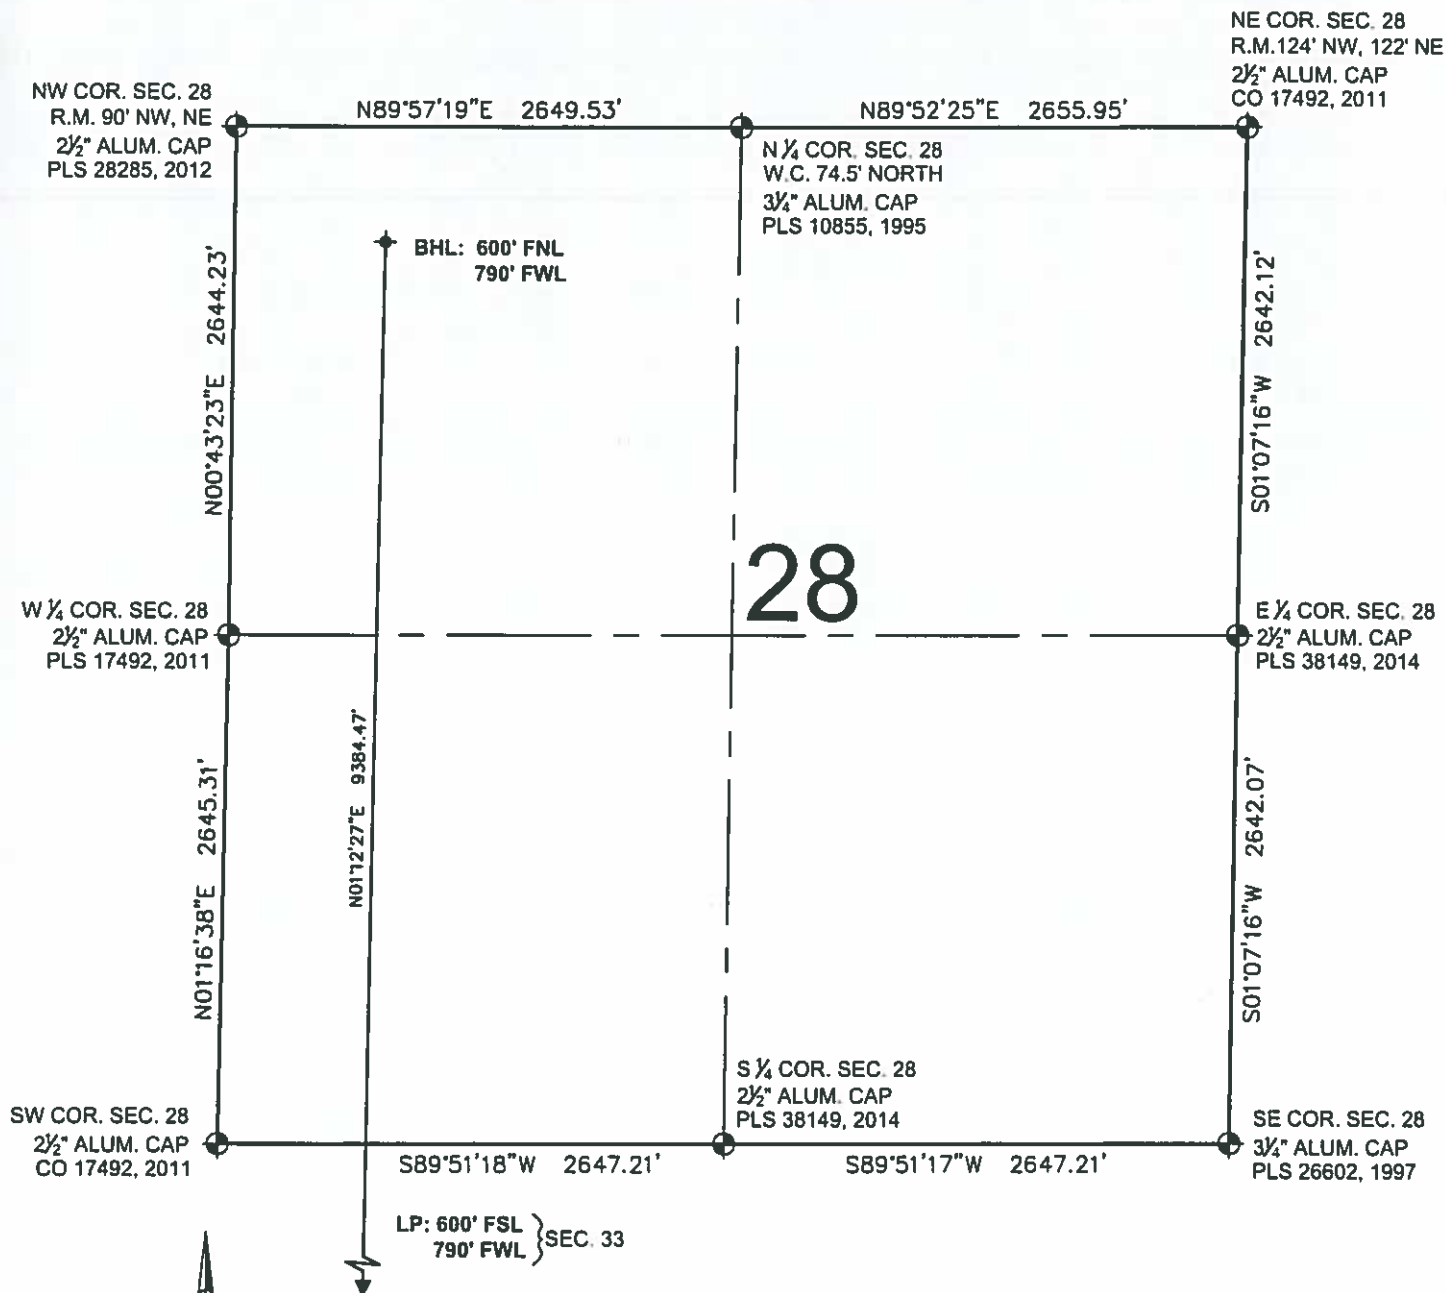 NE COR. SEC. 28
R.M.124' NW, 122' NE
2½" ALUM. CAP
CO 17492, 2011
NW COR. SEC. 28
R.M. 90' NW, NE
2½" ALUM. CAP
PLS 28285, 2012
N89°57'19"E 2649.53'
N89°52'25"E 2655.95'
N ¼ COR. SEC. 28
W.C. 74.5' NORTH
3¼" ALUM. CAP
PLS 10855, 1995
BHL: 600' FNL
790' FWL
N00°43'23"E 2644.23'
S01°07'16"W 2642.12'
28
W ¼ COR. SEC. 28
2½" ALUM. CAP
PLS 17492, 2011
E ¼ COR. SEC. 28
2½" ALUM. CAP
PLS 38149, 2014
N01°16'38"E 2645.31'
N01°12'27"E 9384.47'
S01°07'16"W 2642.07'
S ¼ COR. SEC. 28
2½" ALUM. CAP
PLS 38149, 2014
SW COR. SEC. 28
2½" ALUM. CAP
CO 17492, 2011
SE COR. SEC. 28
3¼" ALUM. CAP
PLS 26602, 1997
S89°51'18"W 2647.21'
S89°51'17"W 2647.21'
LP: 600' FSL
790' FWL
SEC. 33